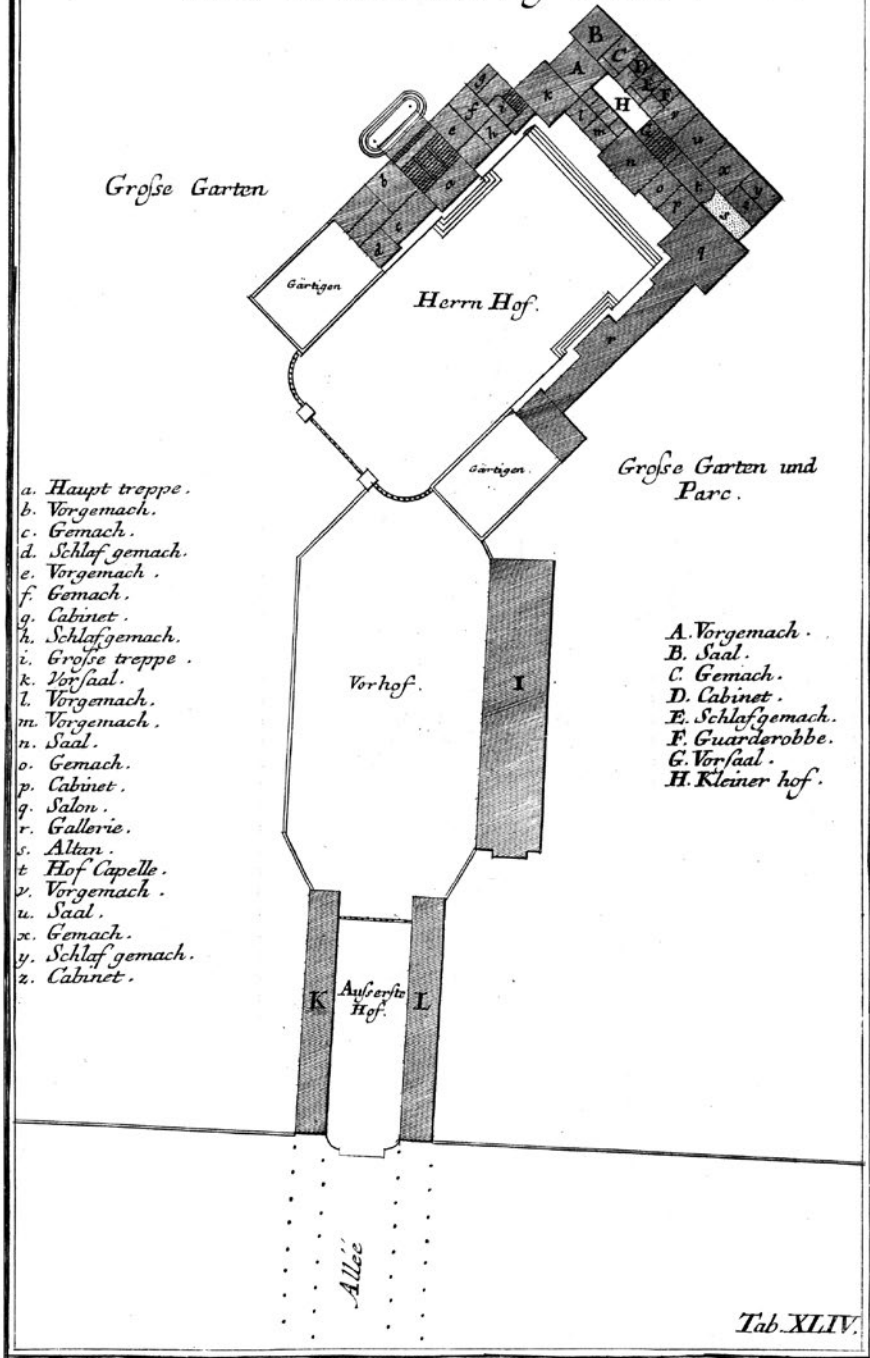 Grosse Garten
Gärtigen
Herrn Hof.
Gärtigen.
Grosse Garten und
Parc.
a. Haupt treppe.
b. Vorgemach.
c. Gemach.
d. Schlaf gemach.
e. Vorgemach.
f. Gemach.
g. Cabinet.
h. Schlafgemach.
i. Grosse treppe.
k. Vorsaal.
l. Vorgemach.
m. Vorgemach.
n. Saal.
o. Gemach.
p. Cabinet.
q. Salon.
r. Gallerie.
s. Altan.
t Hof Capelle.
v. Vorgemach.
u. Saal.
x. Gemach.
y. Schlaf gemach.
z. Cabinet.
A. Vorgemach.
B. Saal.
C. Gemach.
D. Cabinet.
E. Schlafgemach.
F. Guarderobbe.
G. Vorsaal.
H. Kleiner hof.
B
C
D
E
F
A
H
G
k
l
m
n
o
p
q
r
s
t
v
u
x
y
z
g
f
i
e
h
b
a
c
d
Vorhof.
I
K
Ausserste
Hof.
L
Alléé
Tab. XLIV.